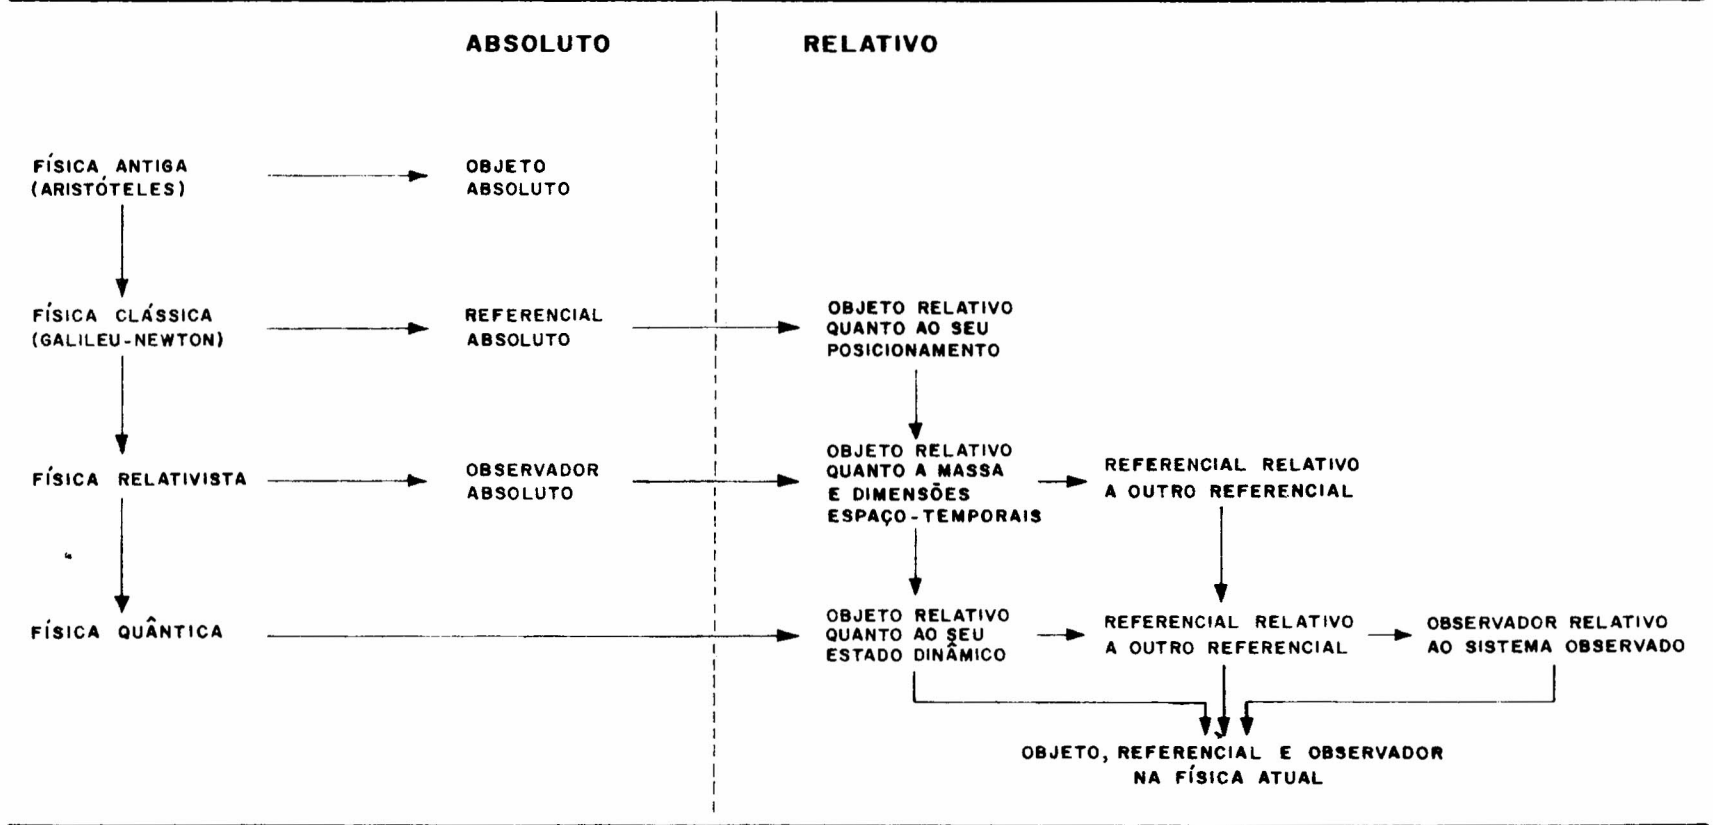 ABSOLUTO
RELATIVO
FÍSICA ANTIGA
(ARISTÓTELES)
OBJETO
ABSOLUTO
FÍSICA CLÁSSICA
(GALILEU-NEWTON)
REFERENCIAL
ABSOLUTO
OBJETO RELATIVO
QUANTO AO SEU
POSICIONAMENTO
FÍSICA RELATIVISTA
OBSERVADOR
ABSOLUTO
OBJETO RELATIVO
QUANTO A MASSA
E DIMENSÕES
ESPAÇO-TEMPORAIS
REFERENCIAL RELATIVO
A OUTRO REFERENCIAL
FÍSICA QUÂNTICA
OBJETO RELATIVO
QUANTO AO SEU
ESTADO DINÂMICO
REFERENCIAL RELATIVO
A OUTRO REFERENCIAL
OBSERVADOR RELATIVO
AO SISTEMA OBSERVADO
OBJETO, REFERENCIAL E OBSERVADOR
NA FÍSICA ATUAL